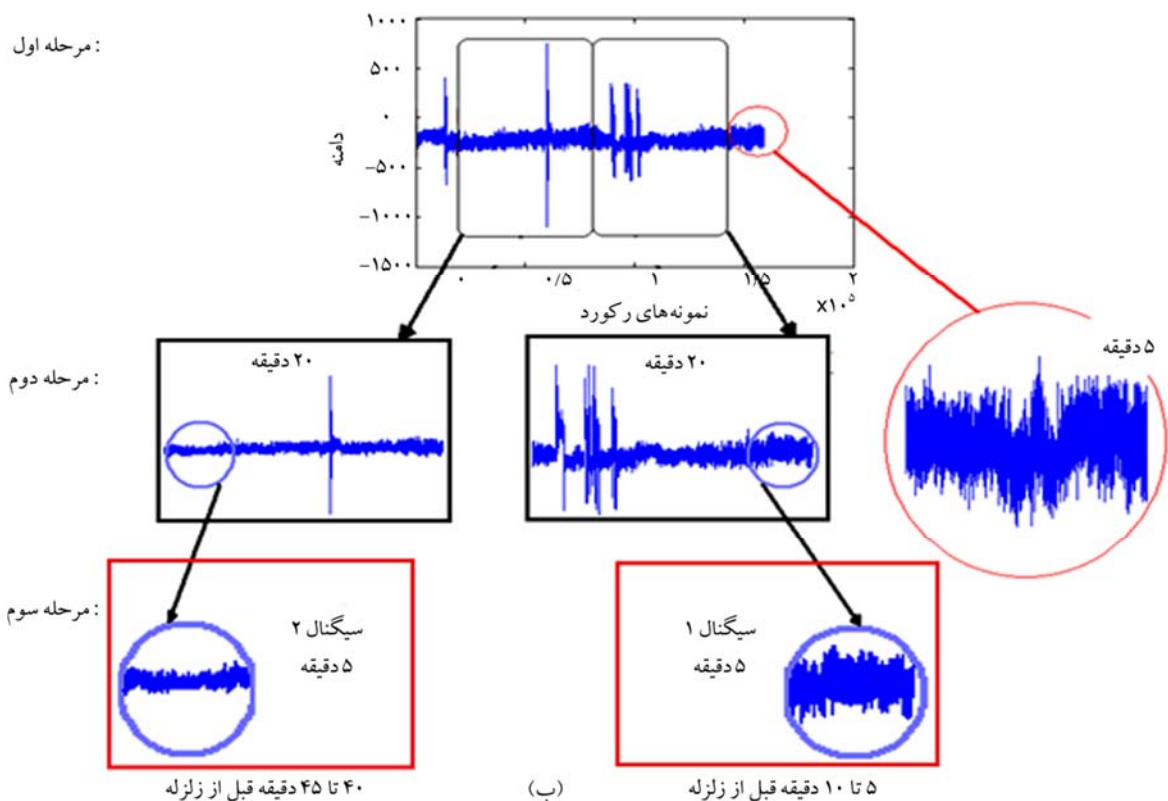 مرحله اول :
۱۰۰۰
۵۰۰
۰
-۵۰۰
-۱۰۰۰
-۱۵۰۰
دامنه
۰ ۰/۵ ۱ ۱/۵ ۲
x۱۰^۵
نمونه‌های رکورد
مرحله دوم :
۲۰ دقیقه
۲۰ دقیقه
۵ دقیقه
مرحله سوم :
سیگنال ۱
۵ دقیقه
سیگنال ۲
۵ دقیقه
۵ تا ۱۰ دقیقه قبل از زلزله
(ب)
۴۰ تا ۴۵ دقیقه قبل از زلزله